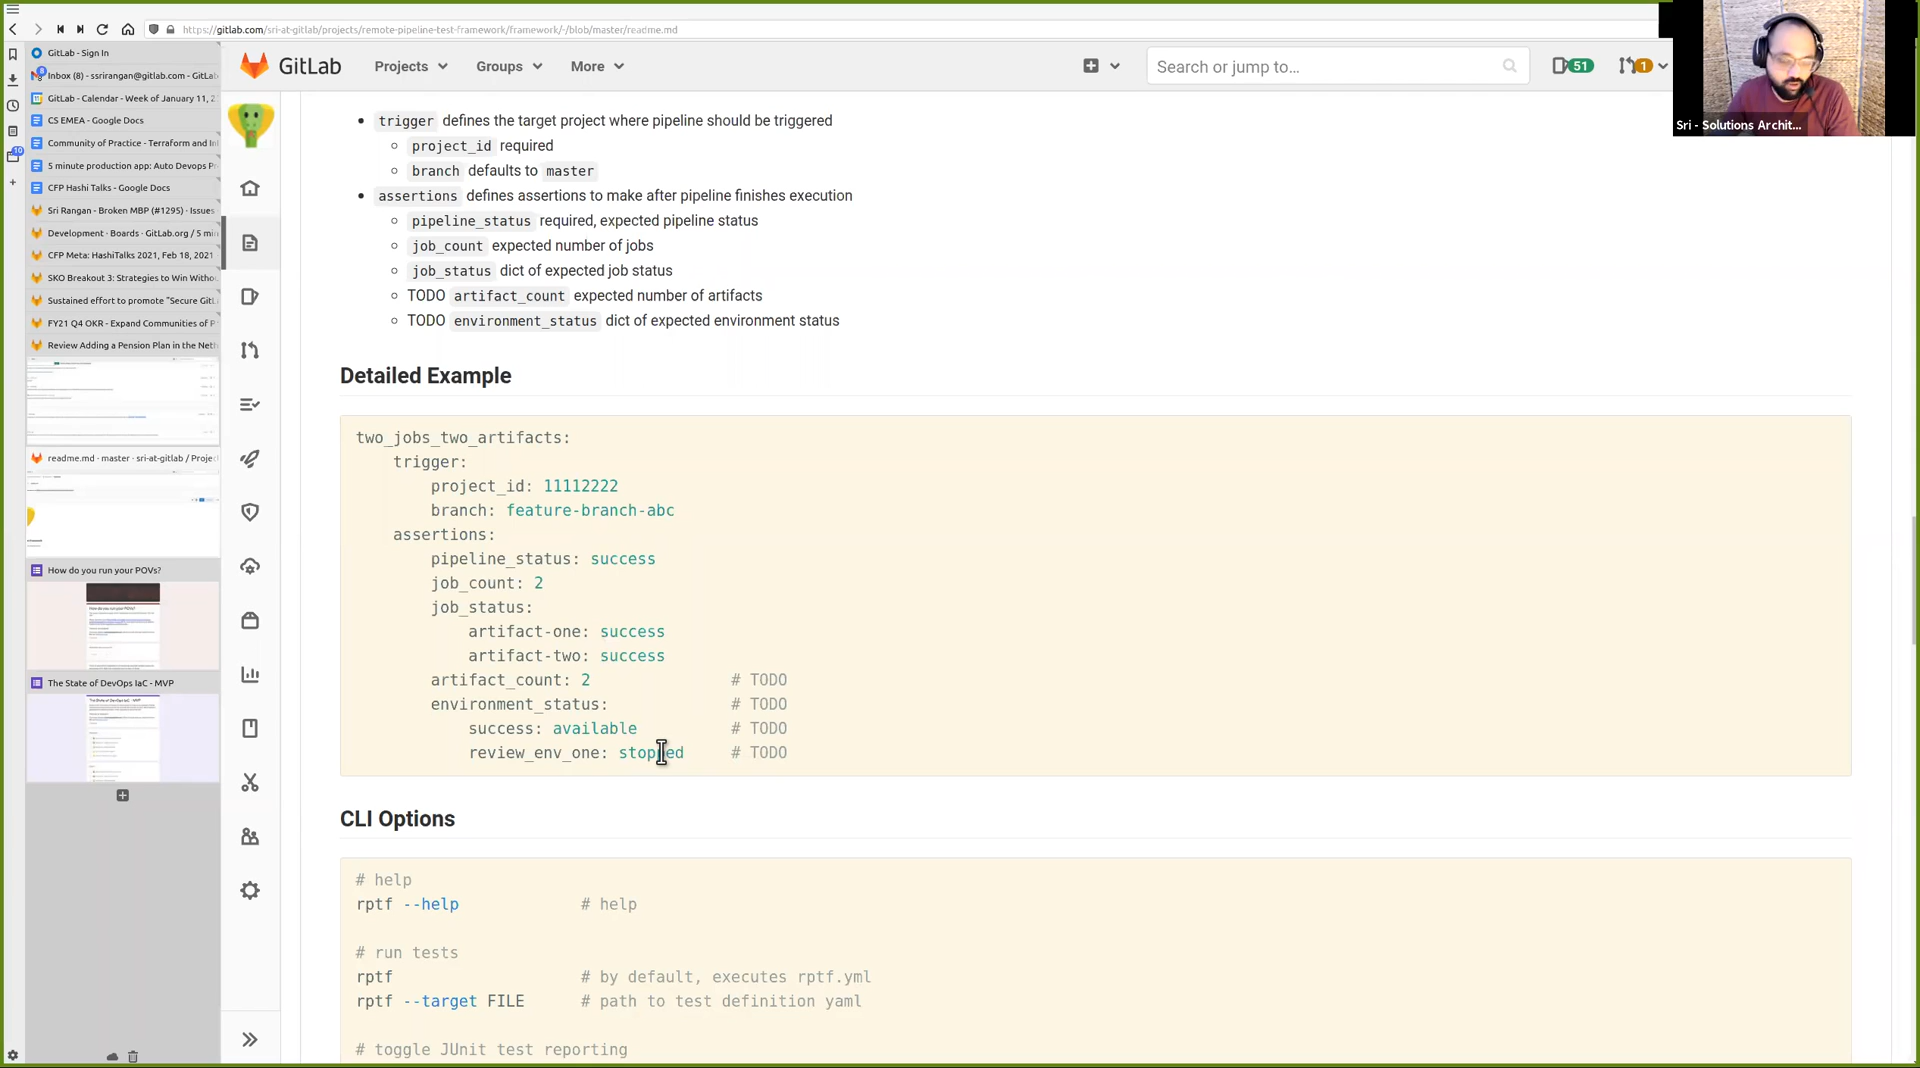 https://gitlab.com/sri-at-gitlab/projects/remote-pipeline-test-framework/framework/-/blob/master/readme.md
GitLab - Sign In
Inbox (8) - ssrirangan@gitlab.com - GitLa
GitLab - Calendar - Week of January 11, 2
CS EMEA - Google Docs
Community of Practice - Terraform and In
5 minute production app: Auto Devops P
CFP Hashi Talks - Google Docs
Sri Rangan - Broken MBP (#1295) · Issues
Development · Boards · GitLab.org / 5 min
CFP Meta: HashiTalks 2021, Feb 18, 2021
SKO Breakout 3: Strategies to Win Witho
Sustained effort to promote "Secure GitL
FY21 Q4 OKR - Expand Communities of P
Review Adding a Pension Plan in the Neth
readme.md · master · sri-at-gitlab / Proje
How do you run your POVs?
The State of DevOps IaC - MVP
10
GitLab
Projects
Groups
More
Search or jump to...
51
1
Sri - Solutions Archit...
• trigger defines the target project where pipeline should be triggered
◦ project_id required
◦ branch defaults to master
• assertions defines assertions to make after pipeline finishes execution
◦ pipeline_status required, expected pipeline status
◦ job_count expected number of jobs
◦ job_status dict of expected job status
◦ TODO artifact_count expected number of artifacts
◦ TODO environment_status dict of expected environment status
Detailed Example
two_jobs_two_artifacts:
trigger:
project_id: 11112222
branch: feature-branch-abc
assertions:
pipeline_status: success
job_count: 2
job_status:
artifact-one: success
artifact-two: success
artifact_count: 2 # TODO
environment_status: # TODO
success: available # TODO
review_env_one: stopped # TODO
CLI Options
# help
rptf --help # help
# run tests
rptf # by default, executes rptf.yml
rptf --target FILE # path to test definition yaml
# toggle JUnit test reporting